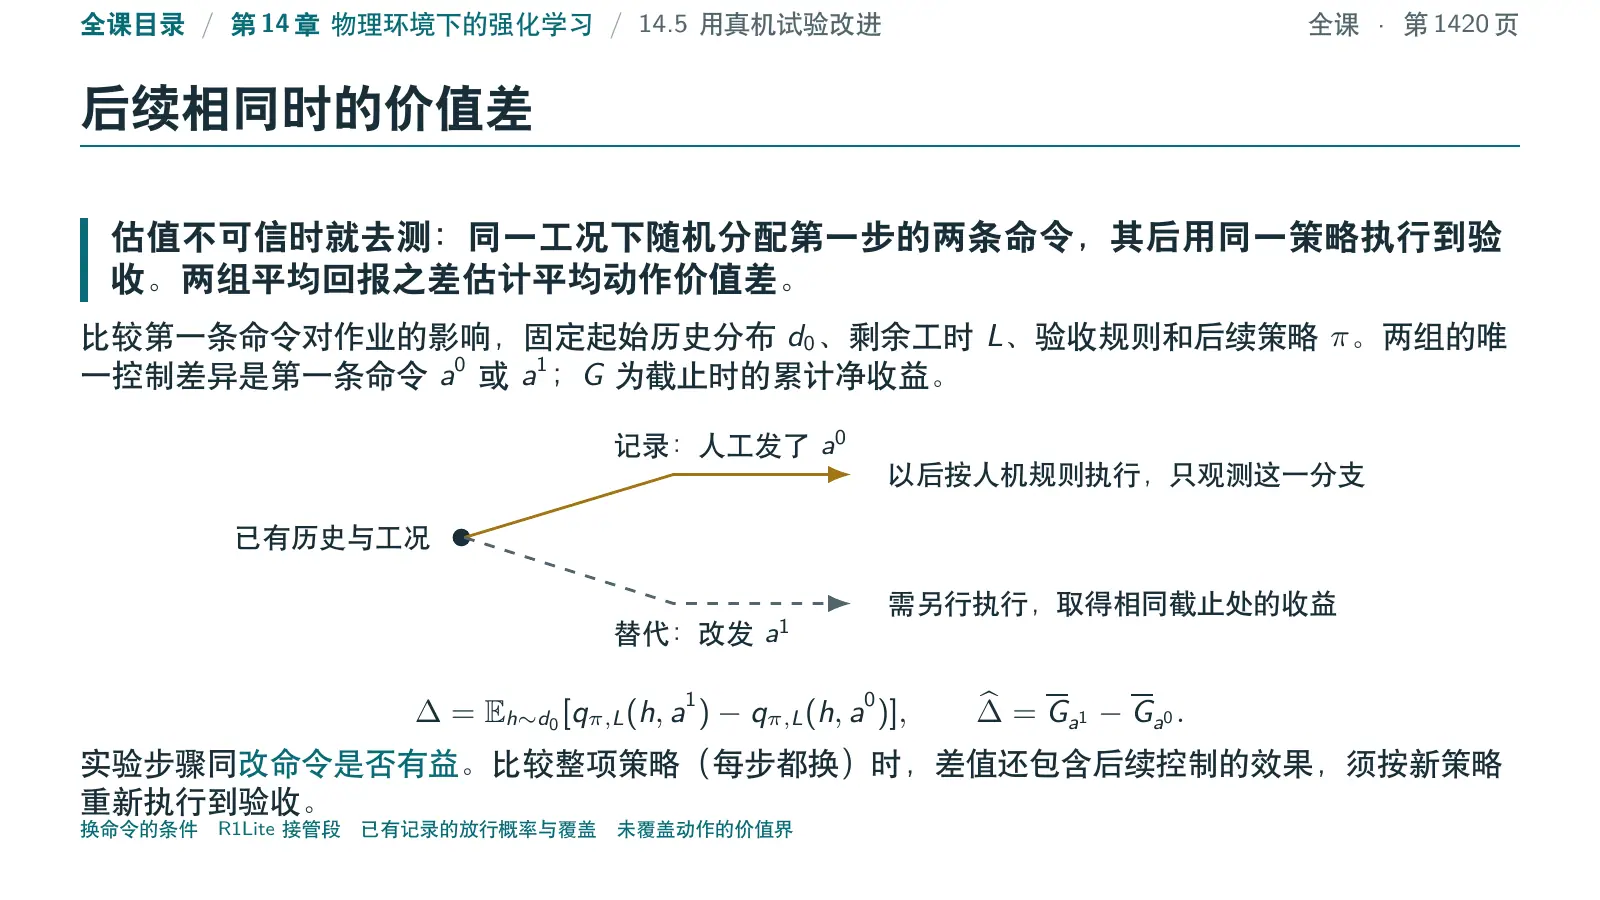 全课目录 / 第 14 章 物理环境下的强化学习 / 14.5 用真机试验改进
全课 · 第 1420 页
后续相同时的价值差
估值不可信时就去测：同一工况下随机分配第一步的两条命令，其后用同一策略执行到验
收。两组平均回报之差估计平均动作价值差。
比较第一条命令对作业的影响，固定起始历史分布 d₀、剩余工时 L、验收规则和后续策略 π。两组的唯
一控制差异是第一条命令 a⁰ 或 a¹；G 为截止时的累计净收益。
记录：人工发了 a⁰
以后按人机规则执行，只观测这一分支
已有历史与工况
需另行执行，取得相同截止处的收益
替代：改发 a¹
Δ = 𝔼_{h∼d₀}[q_{π,L}(h, a¹) − q_{π,L}(h, a⁰)], Δ̂ = G̅_{a¹} − G̅_{a⁰}.
实验步骤同改命令是否有益。比较整项策略（每步都换）时，差值还包含后续控制的效果，须按新策略
重新执行到验收。
换命令的条件 R1Lite 接管段 已有记录的放行概率与覆盖 未覆盖动作的价值界